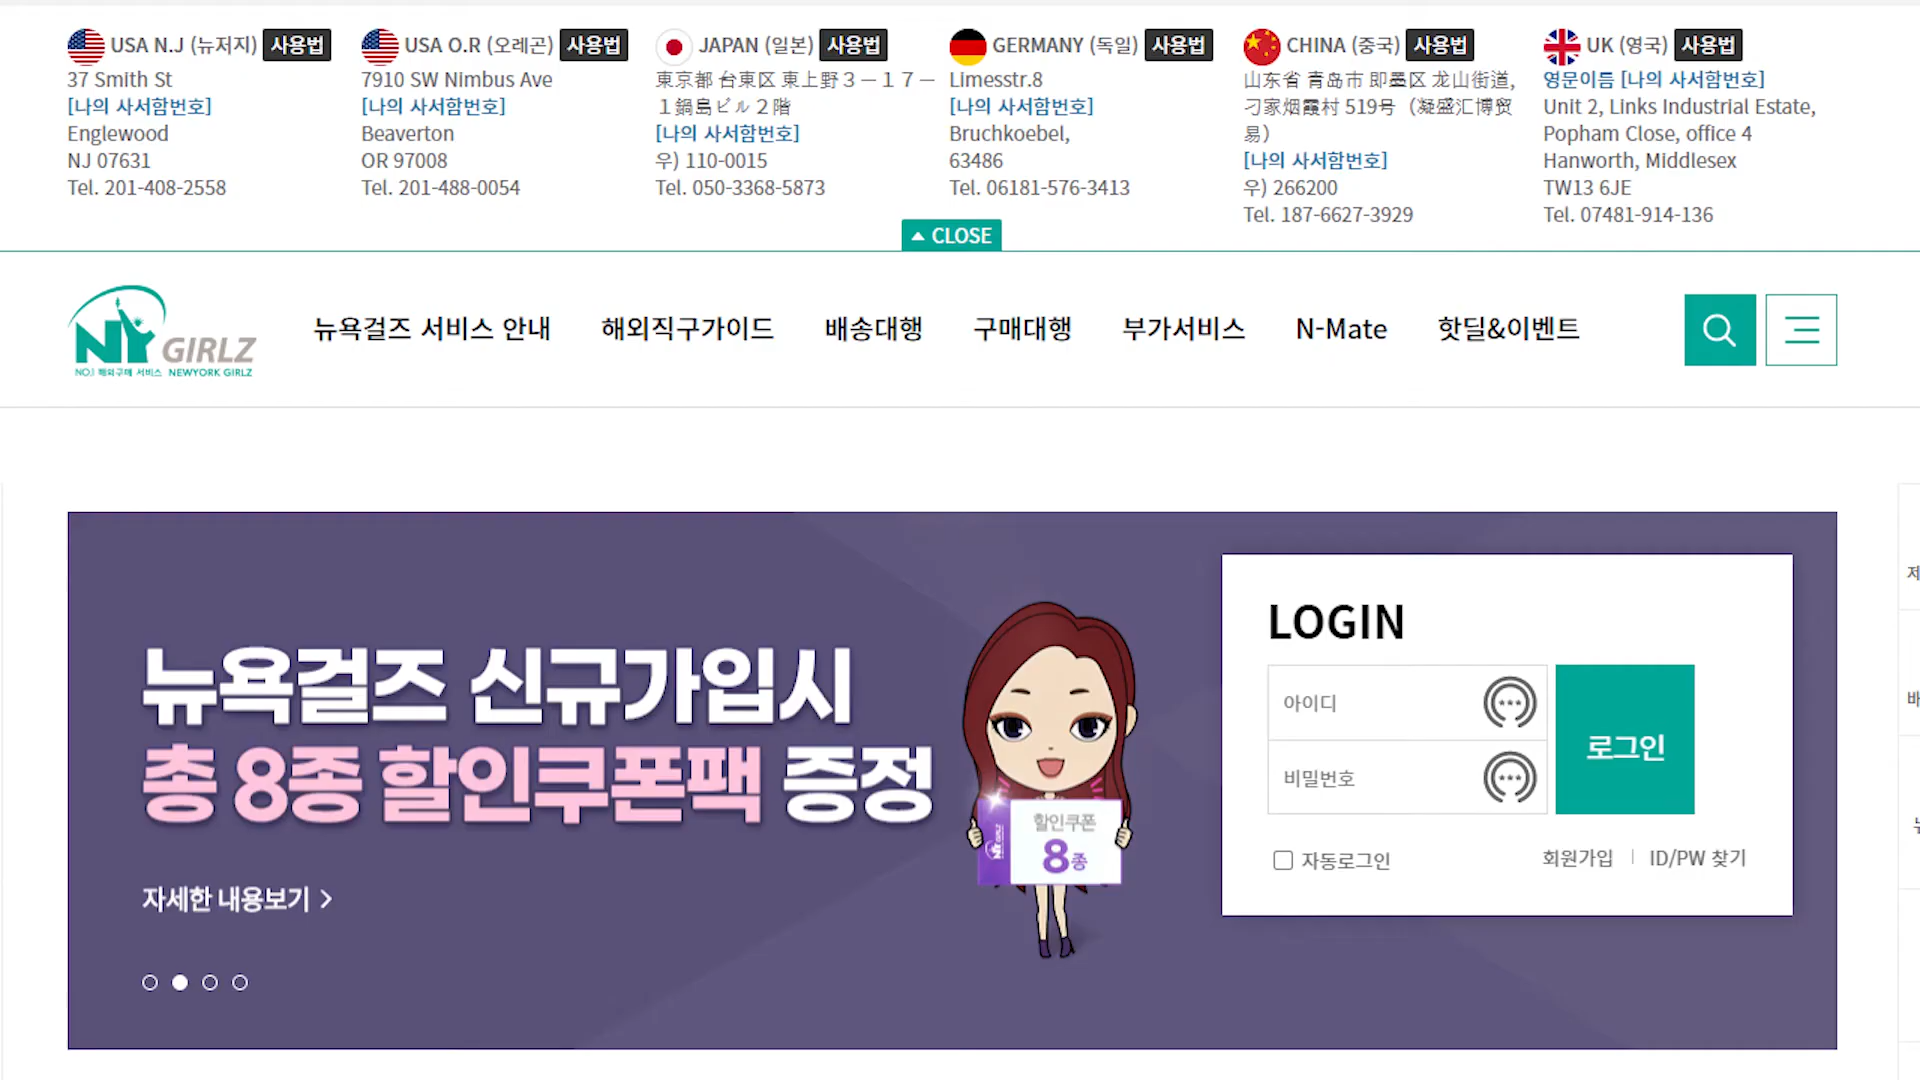 USA N.J (뉴저지) 사용법
37 Smith St
[나의 사서함번호]
Englewood
NJ 07631
Tel. 201-408-2558
USA O.R (오레곤) 사용법
7910 SW Nimbus Ave
[나의 사서함번호]
Beaverton
OR 97008
Tel. 201-488-0054
JAPAN (일본) 사용법
東京都 台東区 東上野３－１７－
１鍋島ビル２階
[나의 사서함번호]
우) 110-0015
Tel. 050-3368-5873
GERMANY (독일) 사용법
Limesstr.8
[나의 사서함번호]
Bruchkoebel,
63486
Tel. 06181-576-3413
CHINA (중국) 사용법
山东省 青岛市 即墨区 龙山街道,
刁家烟霞村 519号（凝盛汇博贸
易）
[나의 사서함번호]
우) 266200
Tel. 187-6627-3929
UK (영국) 사용법
영문이름 [나의 사서함번호]
Unit 2, Links Industrial Estate,
Popham Close, office 4
Hanworth, Middlesex
TW13 6JE
Tel. 07481-914-136
CLOSE
NY GIRLZ
NO.1 해외구매 서비스 NEWYORK GIRLZ
뉴욕걸즈 서비스 안내
해외직구가이드
배송대행
구매대행
부가서비스
N-Mate
핫딜&이벤트
뉴욕걸즈 신규가입시
총 8종 할인쿠폰팩 증정
자세한 내용보기
할인쿠폰
8종
LOGIN
아이디
비밀번호
로그인
자동로그인
회원가입
ID/PW 찾기
제